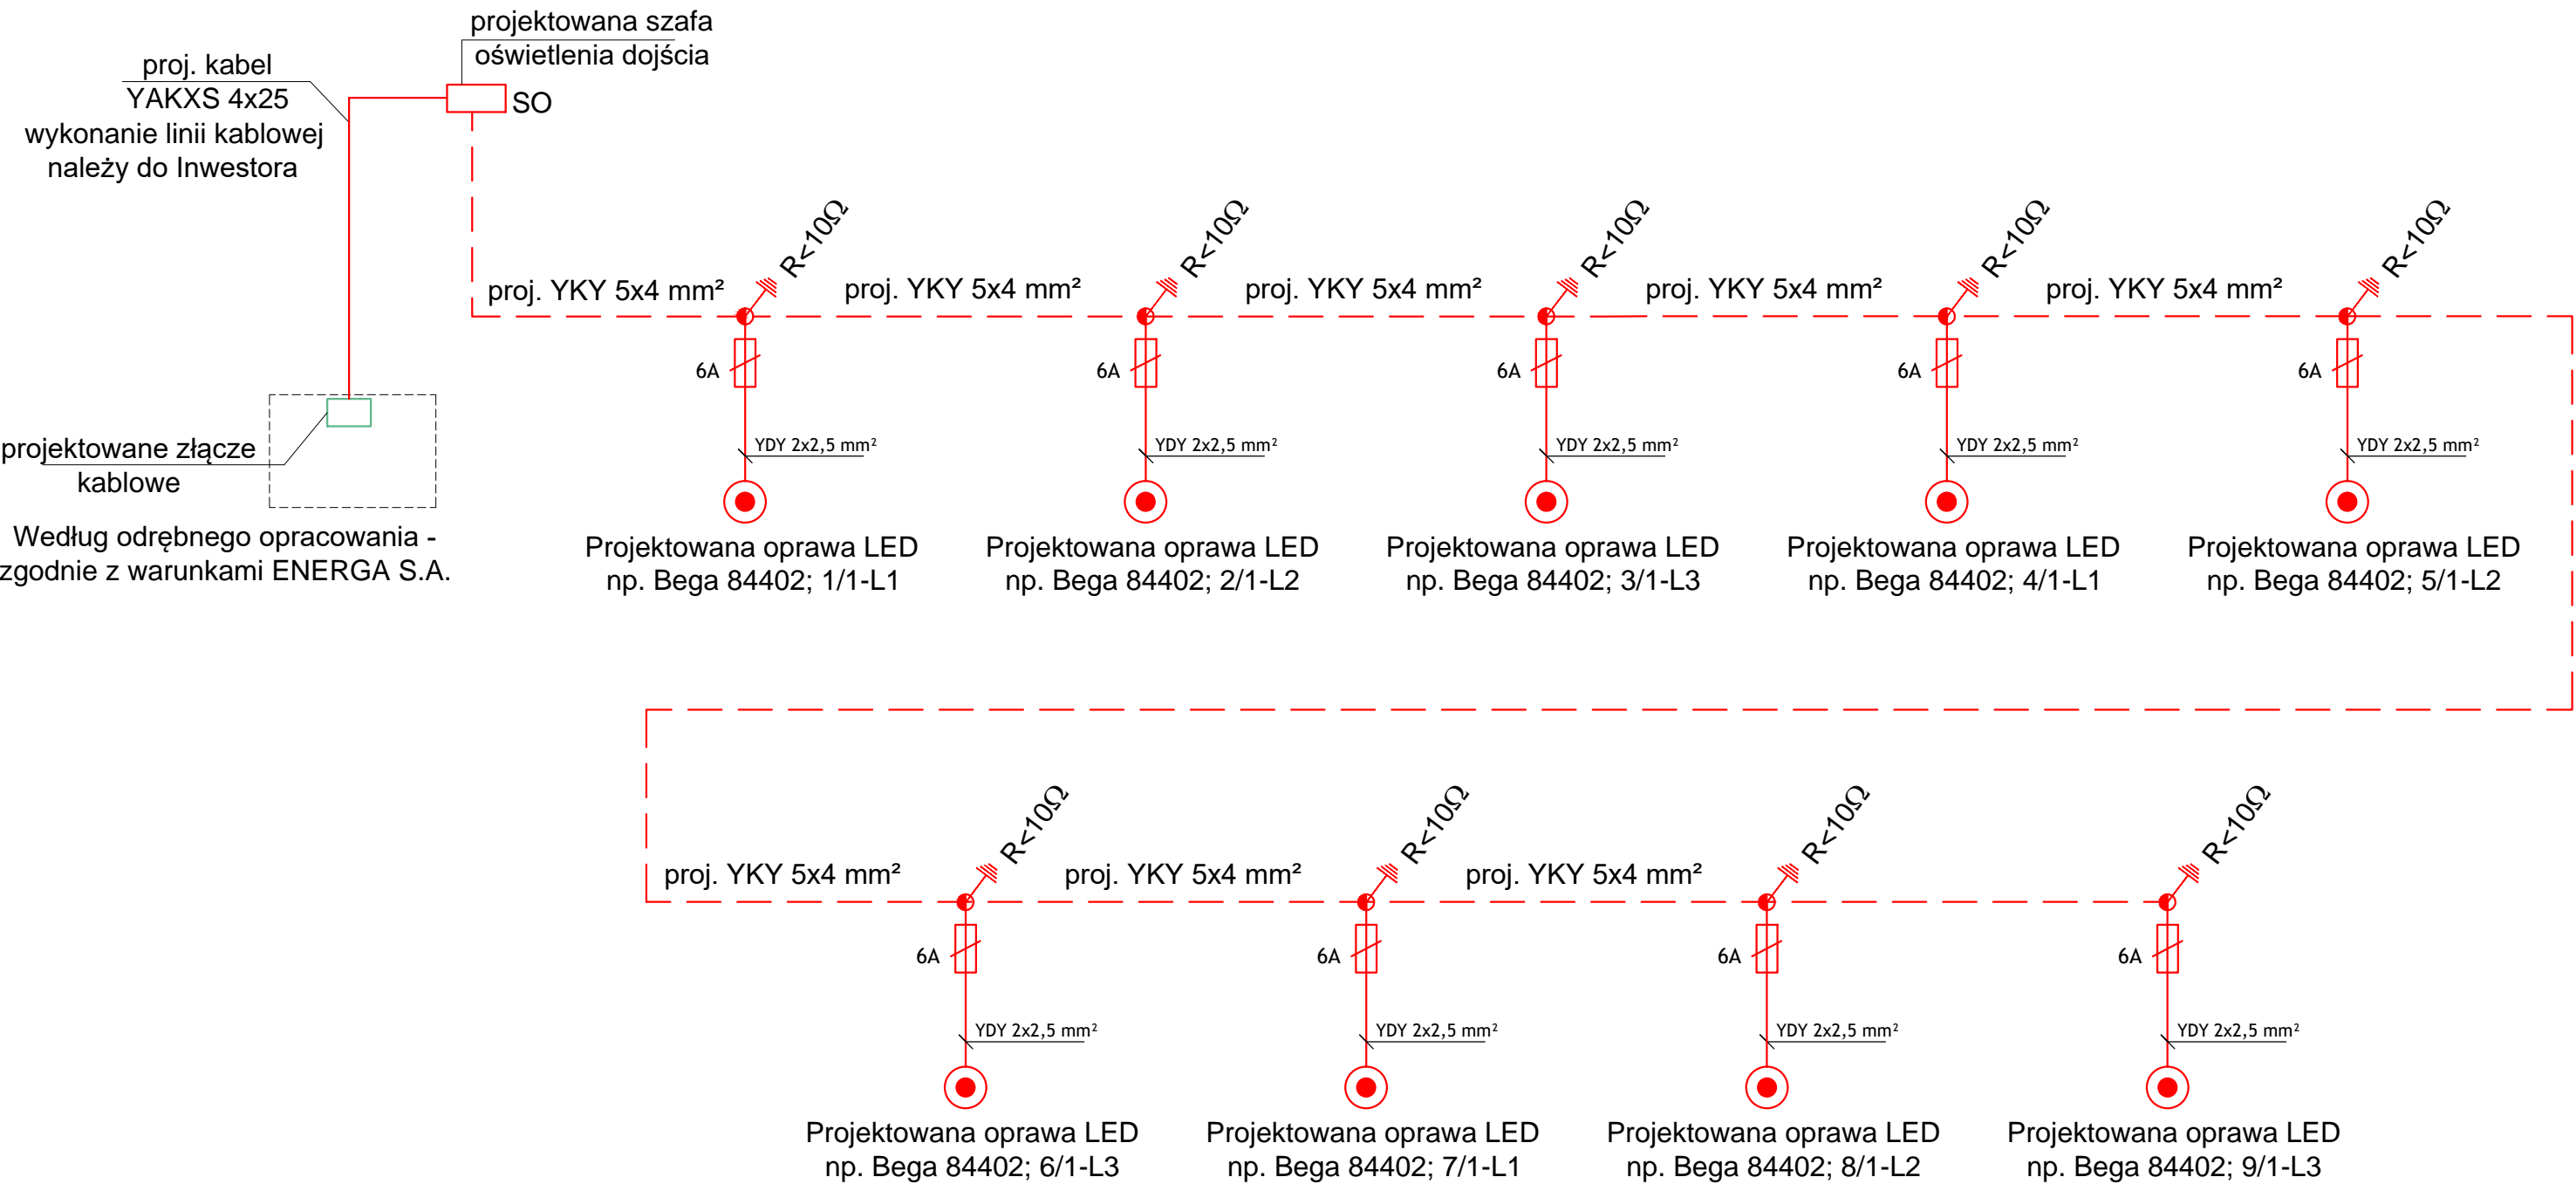 projektowana szafa
oświetlenia dojścia
SO
proj. kabel
YAKXS 4x25
wykonanie linii kablowej
należy do Inwestora
projektowane złącze
kablowe
Według odrębnego opracowania -
zgodnie z warunkami ENERGA S.A.
R<10Ω
R<10Ω
R<10Ω
R<10Ω
R<10Ω
proj. YKY 5x4 mm²
proj. YKY 5x4 mm²
proj. YKY 5x4 mm²
proj. YKY 5x4 mm²
proj. YKY 5x4 mm²
6A
6A
6A
6A
6A
YDY 2x2,5 mm²
YDY 2x2,5 mm²
YDY 2x2,5 mm²
YDY 2x2,5 mm²
YDY 2x2,5 mm²
Projektowana oprawa LED
np. Bega 84402; 1/1-L1
Projektowana oprawa LED
np. Bega 84402; 2/1-L2
Projektowana oprawa LED
np. Bega 84402; 3/1-L3
Projektowana oprawa LED
np. Bega 84402; 4/1-L1
Projektowana oprawa LED
np. Bega 84402; 5/1-L2
R<10Ω
R<10Ω
R<10Ω
R<10Ω
proj. YKY 5x4 mm²
proj. YKY 5x4 mm²
proj. YKY 5x4 mm²
6A
6A
6A
6A
YDY 2x2,5 mm²
YDY 2x2,5 mm²
YDY 2x2,5 mm²
YDY 2x2,5 mm²
Projektowana oprawa LED
np. Bega 84402; 6/1-L3
Projektowana oprawa LED
np. Bega 84402; 7/1-L1
Projektowana oprawa LED
np. Bega 84402; 8/1-L2
Projektowana oprawa LED
np. Bega 84402; 9/1-L3